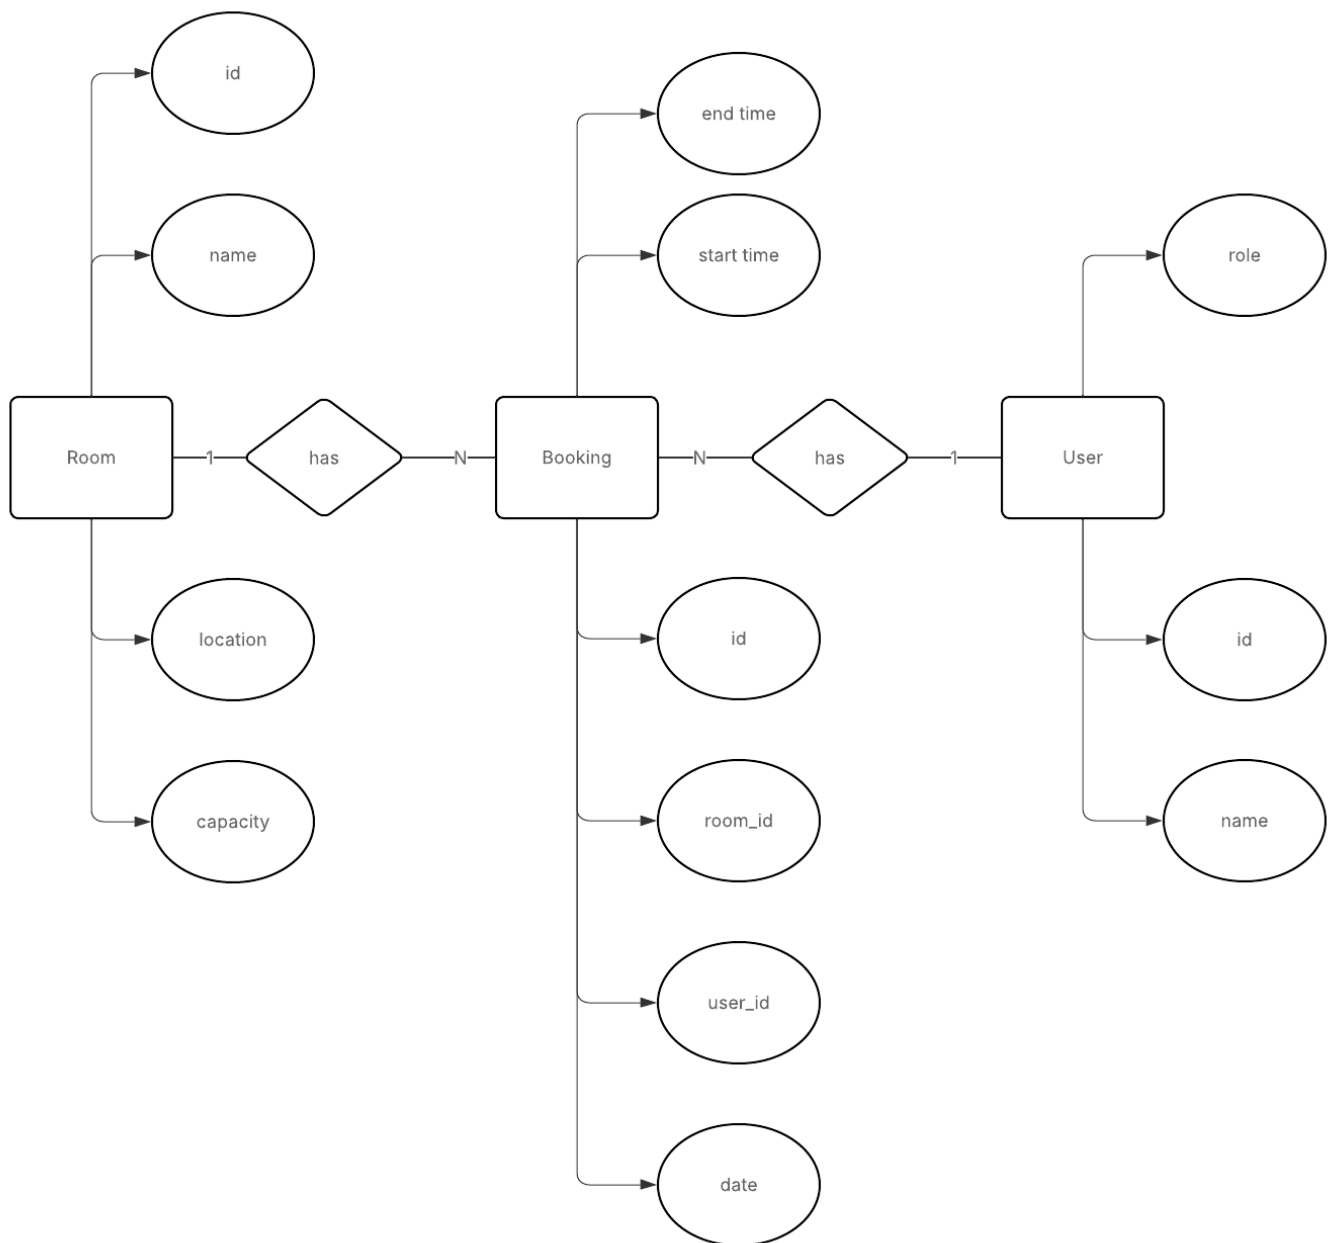 id
end time
name
start time
role
Room
1
has
N
Booking
N
has
1
User
location
id
id
capacity
room_id
name
user_id
date